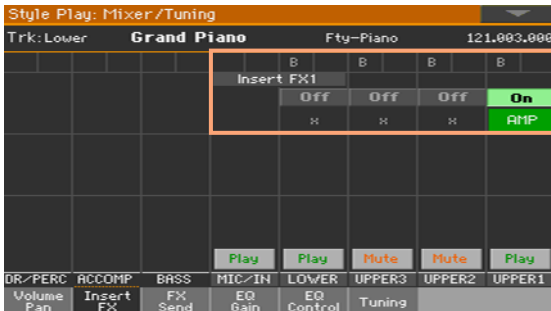 Style Play: Mixer/Tuning
Trk:Lower Grand Piano Fty-Piano 121.003.000
B B B B
Insert FX1
Off Off Off On
x x x AMP
Play Play Mute Mute Play
DR/PERC ACCOMP BASS MIC/IN LOWER UPPER3 UPPER2 UPPER1
Volume Pan Insert FX FX Send EQ Gain EQ Control Tuning